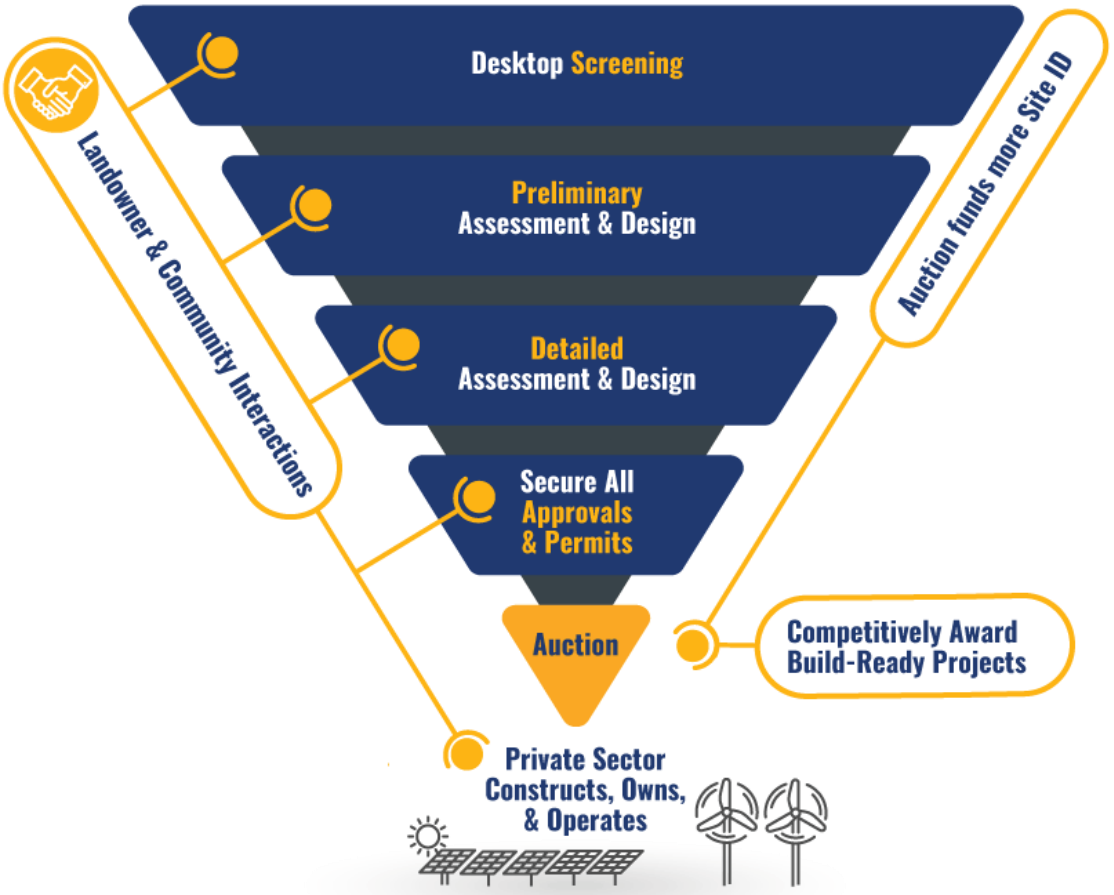 Desktop Screening
Preliminary
Assessment & Design
Detailed
Assessment & Design
Secure All
Approvals
& Permits
Auction
Private Sector
Constructs, Owns,
& Operates
Landowner & Community Interactions
Auction funds more Site ID
Competitively Award
Build-Ready Projects